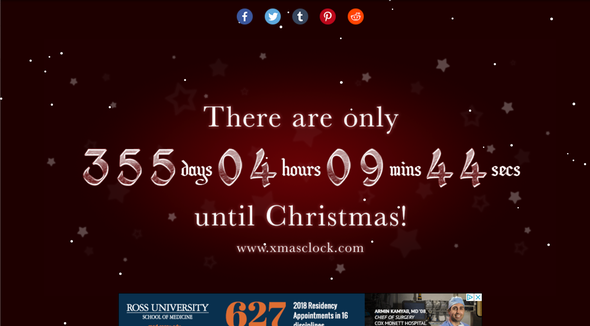 There are only
355 days 04 hours 09 mins 44 secs
until Christmas!
www.xmasclock.com
ROSS UNIVERSITY
SCHOOL OF MEDICINE
627
2018 Residency
Appointments in 16
disciplines
ARMIN KAMYAB, MD '08
CHIEF OF SURGERY
COX MONETT HOSPITAL